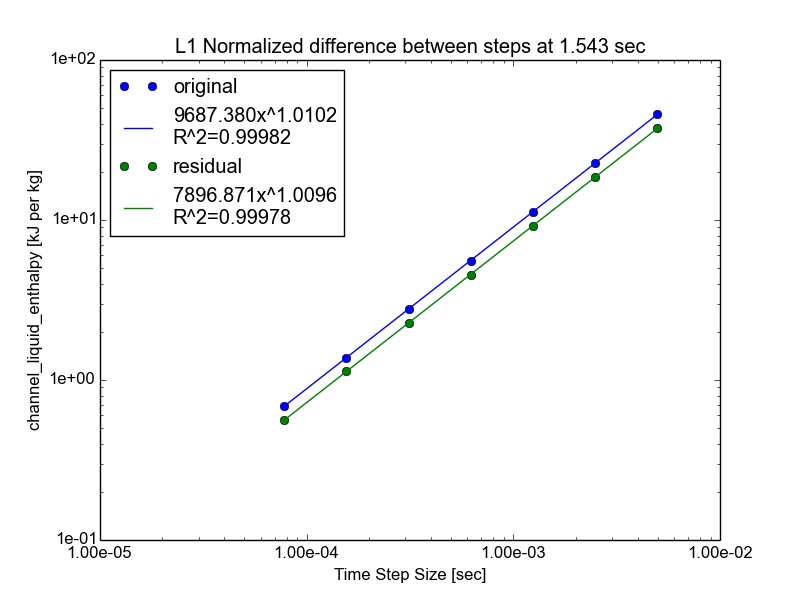 L1 Normalized difference between steps at 1.543 sec
1e+02
original
9687.380x^1.0102
R^2=0.99982
residual
7896.871x^1.0096
R^2=0.99978
1e+01
channel_liquid_enthalpy [kJ per kg]
1e+00
1e-01
1.00e-05 1.00e-04 1.00e-03 1.00e-02
Time Step Size [sec]